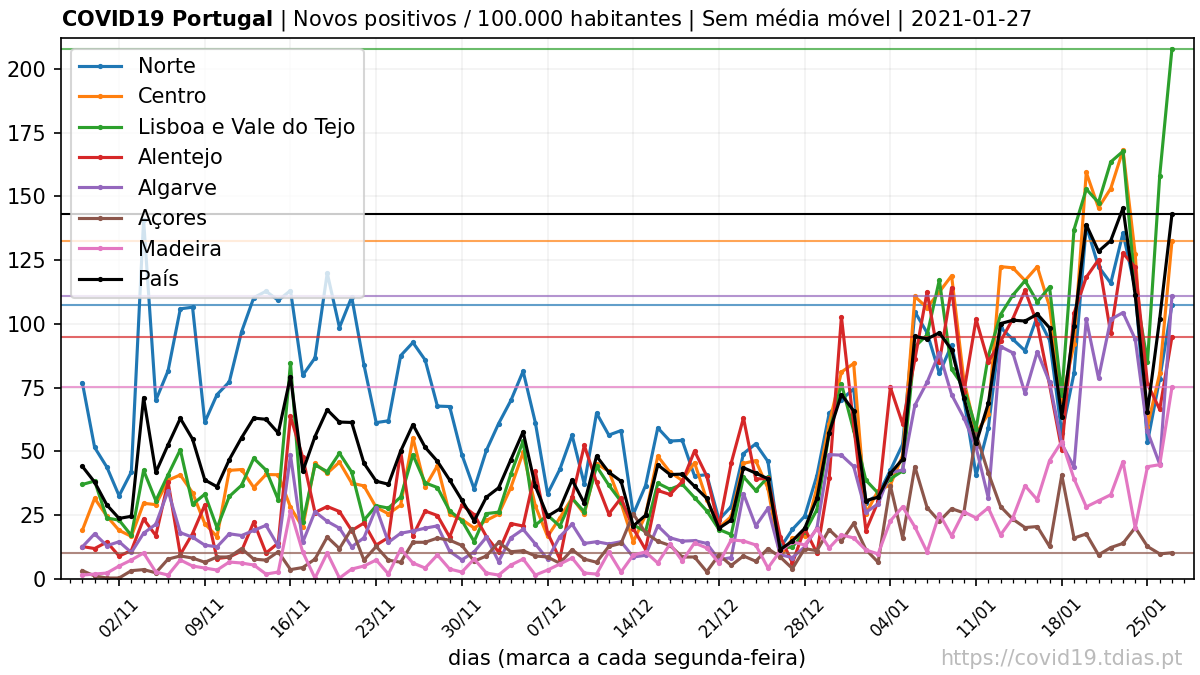 COVID19 Portugal | Novos positivos / 100.000 habitantes | Sem média móvel | 2021-01-27
200
175
150
125
100
75
50
25
0
Norte
Centro
Lisboa e Vale do Tejo
Alentejo
Algarve
Açores
Madeira
País
02/11
09/11
16/11
23/11
30/11
07/12
14/12
21/12
28/12
04/01
11/01
18/01
25/01
dias (marca a cada segunda-feira)
https://covid19.tdias.pt